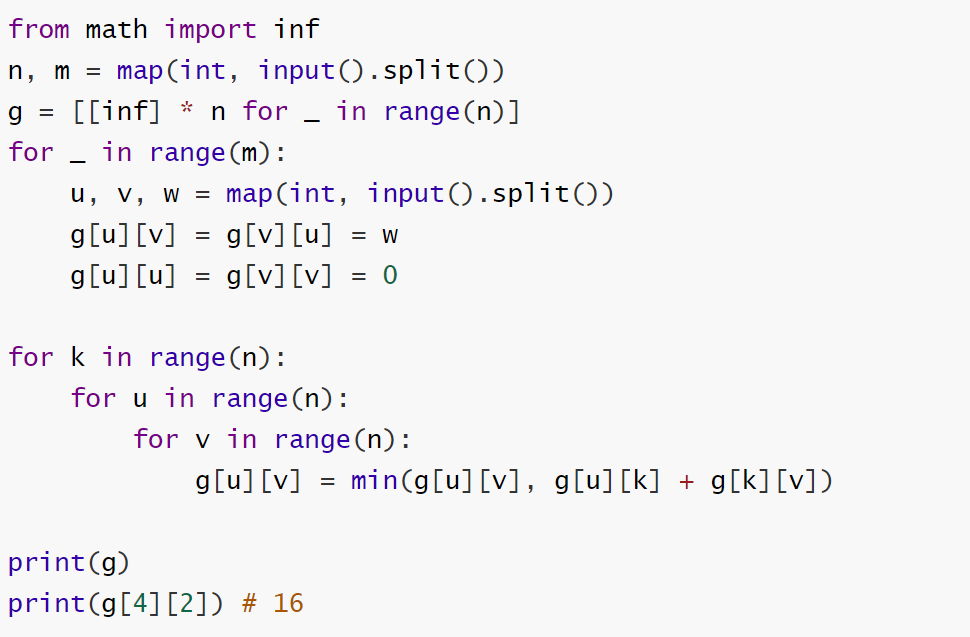 from math import inf
n, m = map(int, input().split())
g = [[inf] * n for _ in range(n)]
for _ in range(m):
    u, v, w = map(int, input().split())
    g[u][v] = g[v][u] = w
    g[u][u] = g[v][v] = 0

for k in range(n):
    for u in range(n):
        for v in range(n):
            g[u][v] = min(g[u][v], g[u][k] + g[k][v])

print(g)
print(g[4][2]) # 16